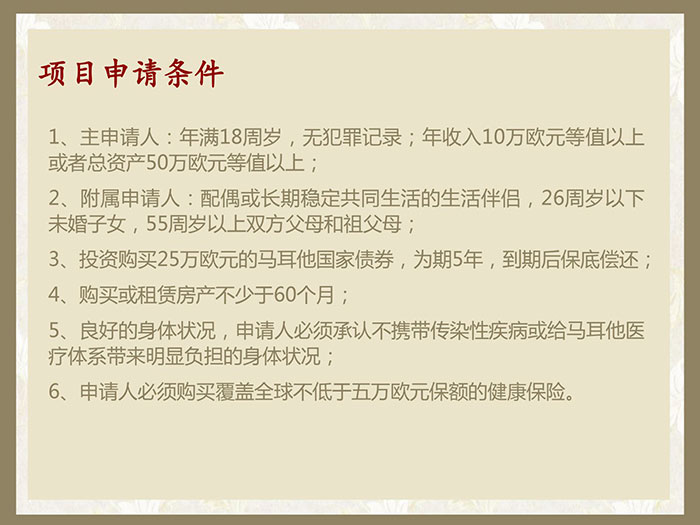 项目申请条件
1、主申请人：年满18周岁，无犯罪记录；年收入10万欧元等值以上
或者总资产50万欧元等值以上；
2、附属申请人：配偶或长期稳定共同生活的生活伴侣，26周岁以下
未婚子女，55周岁以上双方父母和祖父母；
3、投资购买25万欧元的马耳他国家债券，为期5年，到期后保底偿还；
4、购买或租赁房产不少于60个月；
5、良好的身体状况，申请人必须承认不携带传染性疾病或给马耳他医
疗体系带来明显负担的身体状况；
6、申请人必须购买覆盖全球不低于五万欧元保额的健康保险。